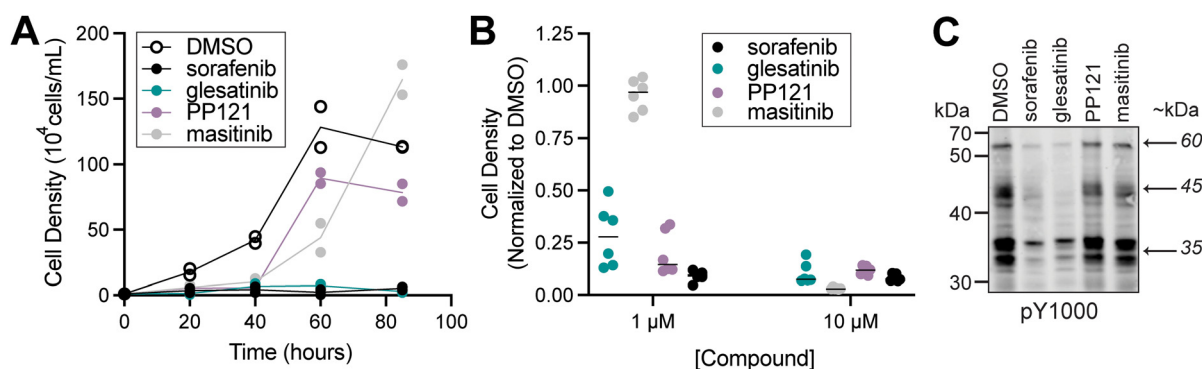 A
Cell Density (10⁴cells/mL)
200
150
100
50
0
DMSO
sorafenib
glesatinib
PP121
masitinib
0 20 40 60 80 100
Time (hours)
B
Cell Density
(Normalized to DMSO)
1.25
1.00
0.75
0.50
0.25
0.00
sorafenib
glesatinib
PP121
masitinib
1 µM 10 µM
[Compound]
C
DMSO
sorafenib
glesatinib
PP121
masitinib
kDa ~kDa
70
50
40
30
60
45
35
pY1000